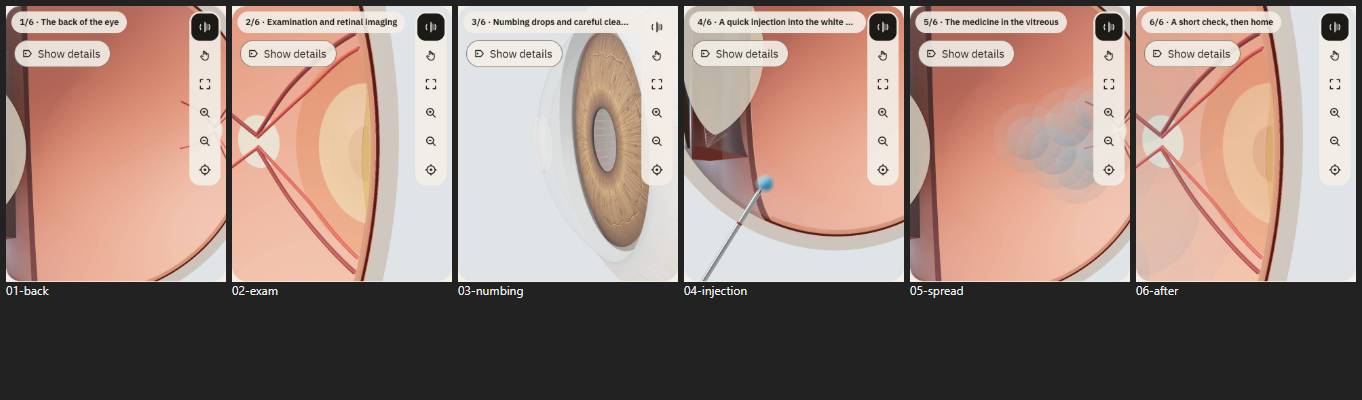 1/6 · The back of the eye
Show details
01-back
2/6 · Examination and retinal imaging
Show details
02-exam
3/6 · Numbing drops and careful clea...
Show details
03-numbing
4/6 · A quick injection into the white ...
Show details
04-injection
5/6 · The medicine in the vitreous
Show details
05-spread
6/6 · A short check, then home
Show details
06-after